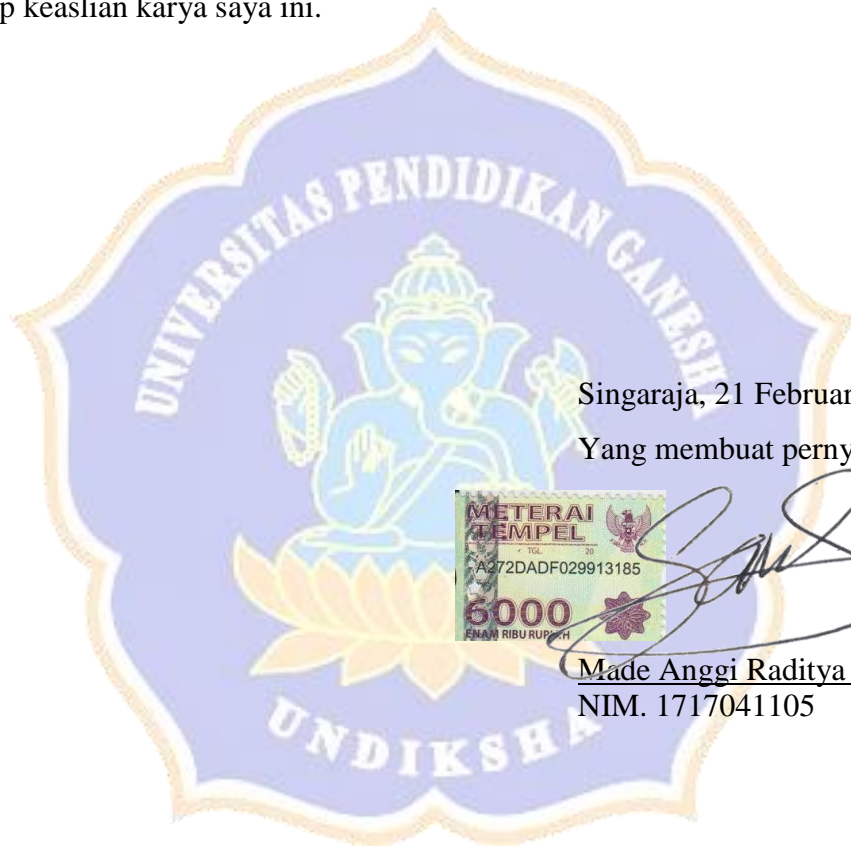 p keaslian karya saya ini.
UNIVERSITAS PENDIDIKAN GANESHA
Singaraja, 21 Februar
Yang membuat perny
METERAI
TEMPEL
TGL. 20
A272DADF029913185
6000
ENAM RIBU RUPIAH
Made Anggi Raditya
NIM. 1717041105
UNDIKSHA